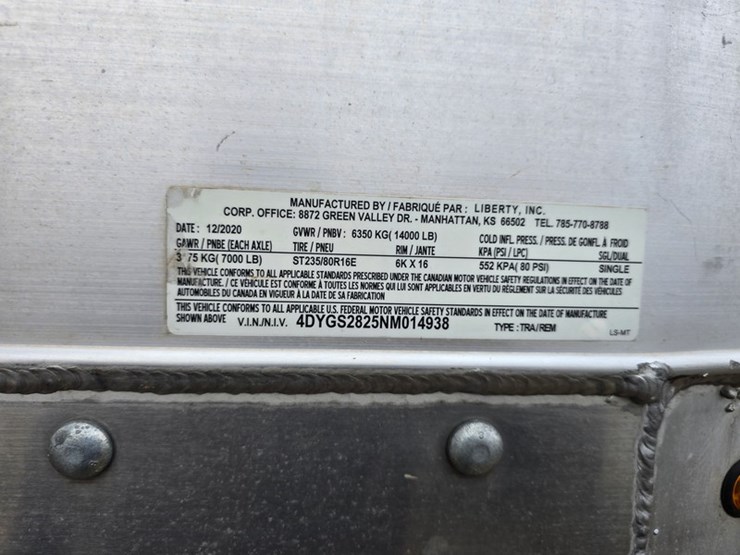 MANUFACTURED BY / FABRIQUÉ PAR : LIBERTY, INC.
CORP. OFFICE: 8872 GREEN VALLEY DR. - MANHATTAN, KS 66502 TEL. 785-770-8788
DATE : 12/2020 GVWR / PNBV : 6350 KG( 14000 LB) COLD INFL. PRESS. / PRESS. DE GONFL. À FROID
GAWR / PNBE (EACH AXLE) TIRE / PNEU RIM / JANTE KPA (PSI / LPC) SGL/DUAL
KG( 7000 LB) ST235/80R16E 6K X 16 552 KPA( 80 PSI) SINGLE
THIS VEHICLE CONFORMS TO ALL APPLICABLE STANDARDS PRESCRIBED UNDER THE CANADIAN MOTOR VEHICLE SAFETY REGULATIONS IN EFFECT ON THE DATE OF
MANUFACTURE. / CE VÉHICULE EST CONFORME À TOUTES LES NORMES QUI LUI SONT APPLICABLES EN VERTU DU RÈGLEMENT SUR LA SÉCURITÉ DES VÉHICULES
AUTOMOBILES DU CANADA EN VIGUEUR À LA DATE DE SA FABRICATION
THIS VEHICLE CONFORMS TO ALL APPLICABLE U.S. FEDERAL MOTOR VEHICLE SAFETY STANDARDS IN EFFECT ON THE DATE OF MANUFACTURE
SHOWN ABOVE V.I.N./N.I.V. 4DYGS2825NM014938 TYPE : TRA/REM LS-MT